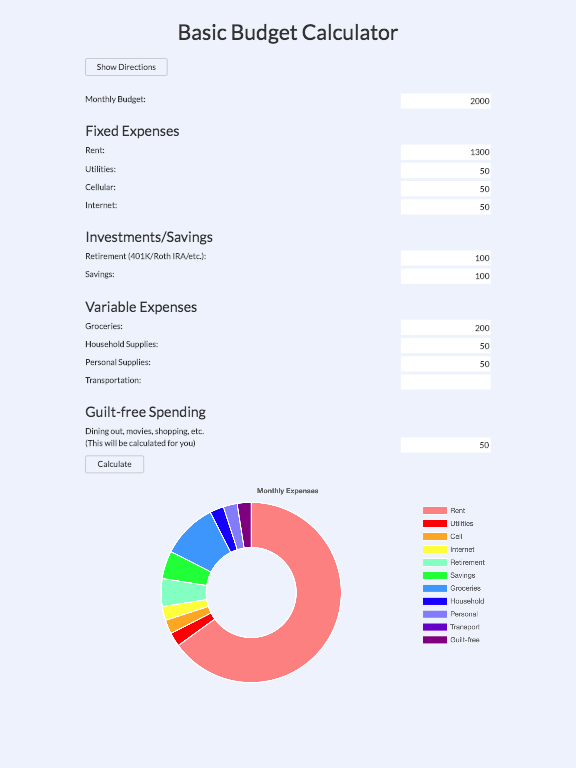 Basic Budget Calculator
Show Directions
Monthly Budget: 2000
Fixed Expenses
Rent: 1300
Utilities: 50
Cellular: 50
Internet: 50
Investments/Savings
Retirement (401K/Roth IRA/etc.): 100
Savings: 100
Variable Expenses
Groceries: 200
Household Supplies: 50
Personal Supplies: 50
Transportation:
Guilt-free Spending
Dining out, movies, shopping, etc.
(This will be calculated for you) 50
Calculate
Monthly Expenses
Rent
Utilities
Cell
Internet
Retirement
Savings
Groceries
Household
Personal
Transport
Guilt-free